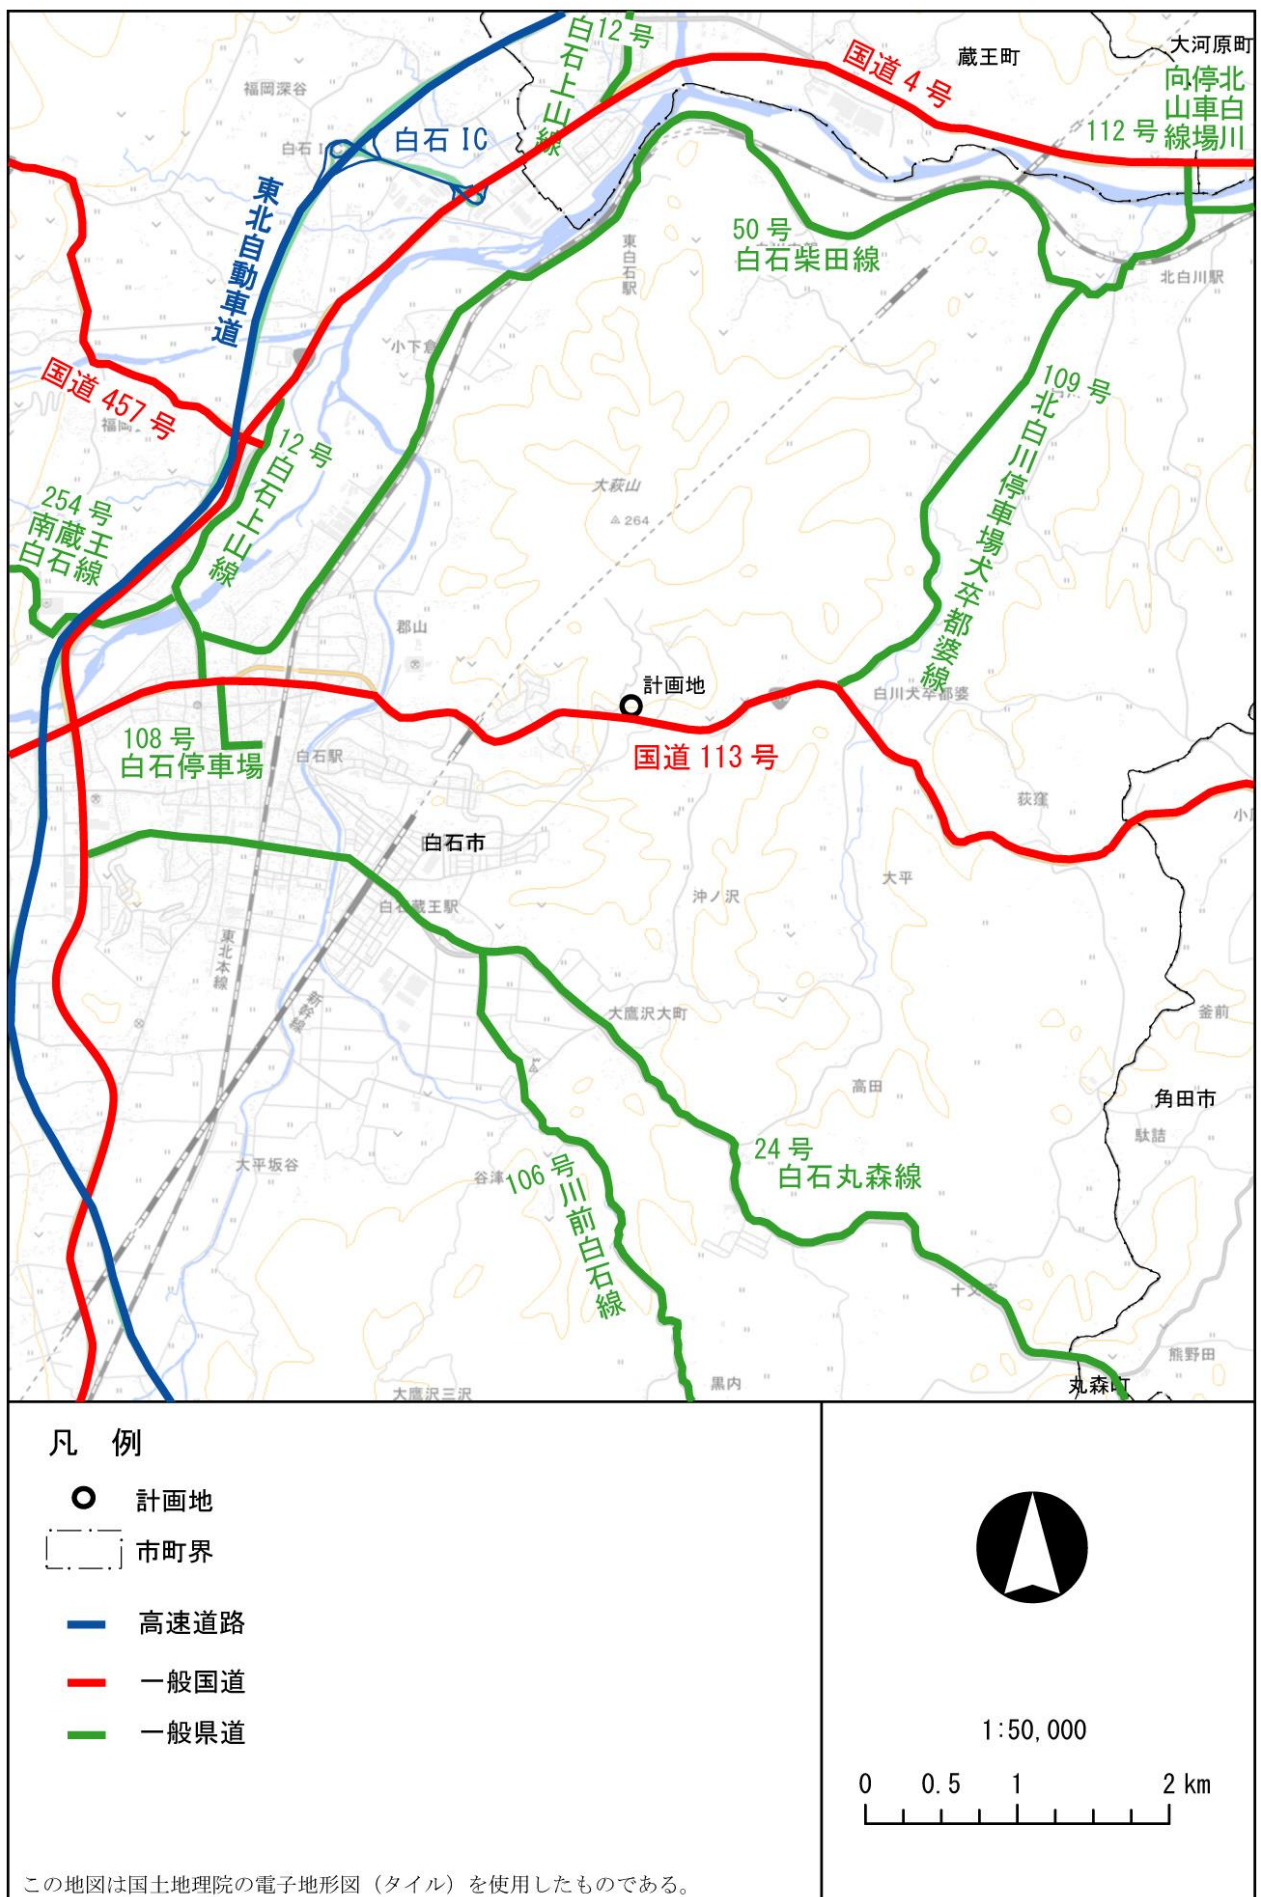 12号
白石上山線
国道4号
蔵王町
大河原町
112号
北白川
停車場
向山線
福岡深谷
白石IC
白石 IC
東北自動車道
50号
白石柴田線
東白石駅
北白川駅
国道457号
小下倉
109号
北白川停車場犬卒都婆線
12号
白石上山線
254号
南蔵王
白石線
大萩山
264
郡山
計画地
白川犬卒都婆
国道113号
108号
白石停車場
白石駅
荻窪
白石市
白石蔵王駅
沖ノ沢
大平
東北本線
新幹線
大鷹沢大町
釜前
高田
角田市
駄詰
24号
白石丸森線
大平坂谷
106号
川前白石線
熊野田
丸森町
黒内
大鷹沢三沢
凡　例
計画地
市町界
高速道路
一般国道
一般県道
1:50,000
0 0.5 1 2 km
この地図は国土地理院の電子地形図（タイル）を使用したものである。